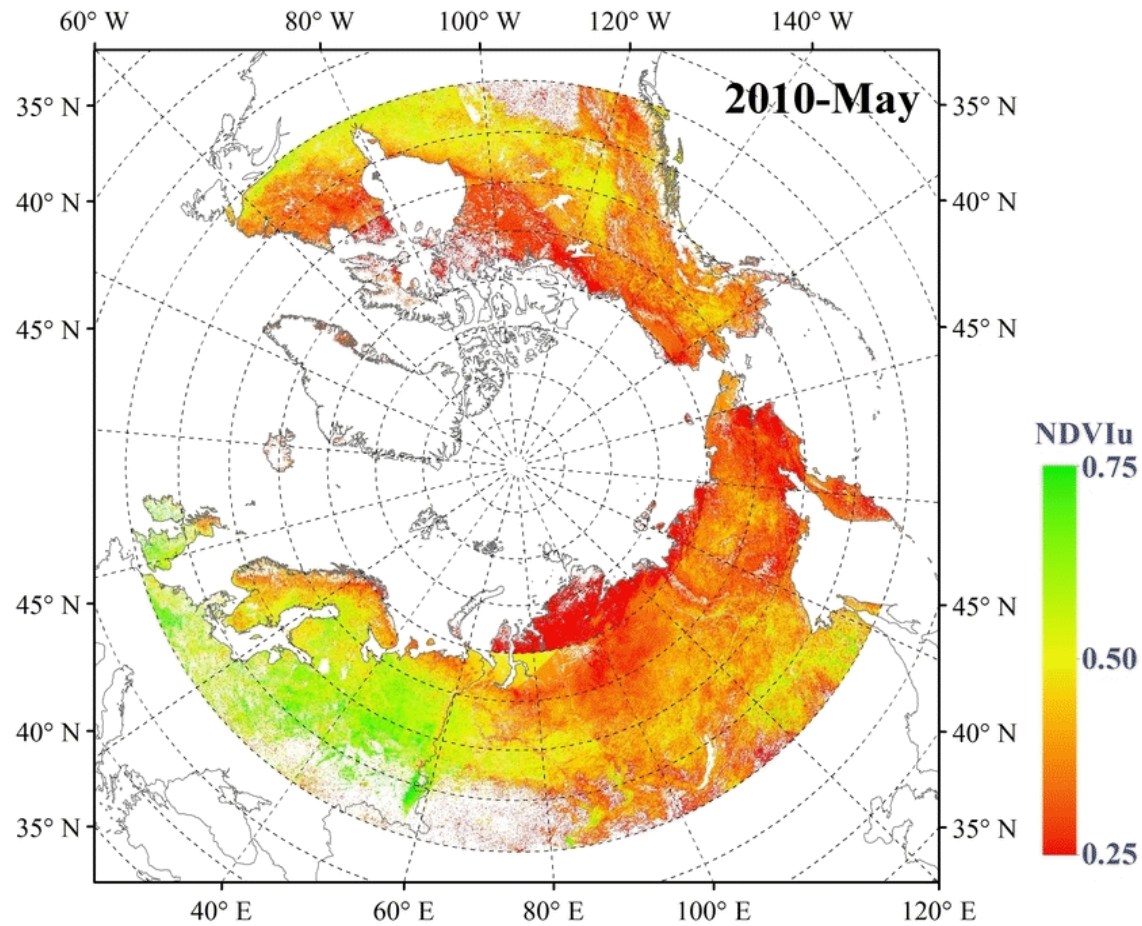 60° W 80° W 100° W 120° W 140° W
2010-May
35° N 35° N
40° N 40° N
45° N 45° N
NDVIu
0.75
45° N 45° N
0.50
40° N 40° N
35° N 35° N
0.25
40° E 60° E 80° E 100° E 120° E